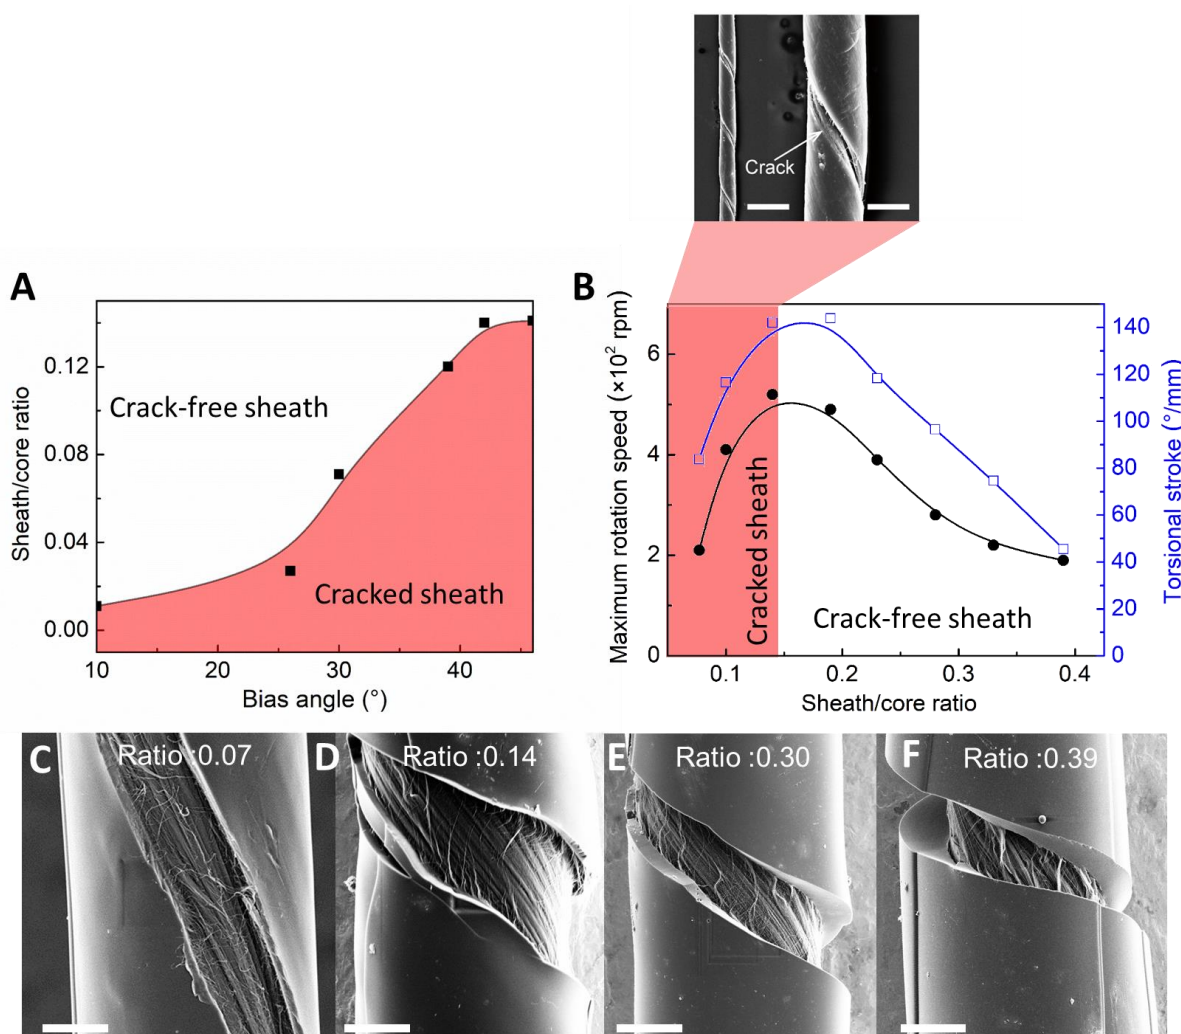 Crack
A
Sheath/core ratio
0.12
0.08
0.04
0.00
Crack-free sheath
Cracked sheath
10
20
30
40
Bias angle (°)
B
Maximum rotation speed (×10² rpm)
6
4
2
0
Cracked sheath
Crack-free sheath
140
120
100
80
60
40
20
0
Torsional stroke (°/mm)
0.1
0.2
0.3
0.4
Sheath/core ratio
C
Ratio :0.07
D
Ratio :0.14
E
Ratio :0.30
F
Ratio :0.39